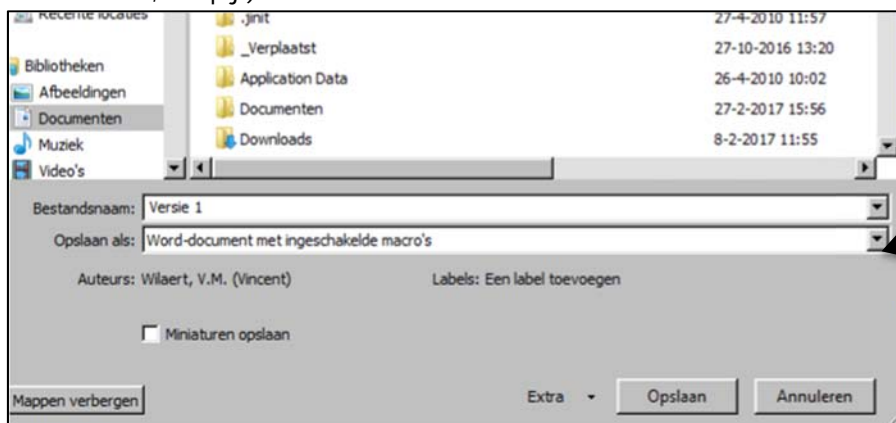 Recente locaties
.jinit 27-4-2010 11:57
_Verplaatst 27-10-2016 13:20
Bibliotheken
Application Data 26-4-2010 10:02
Afbeeldingen
Documenten 27-2-2017 15:56
Documenten
Downloads 8-2-2017 11:55
Muziek
Video's
Bestandsnaam: Versie 1
Opslaan als: Word-document met ingeschakelde macro's
Auteurs: Wilaert, V.M. (Vincent) Labels: Een label toevoegen
Miniaturen opslaan
Mappen verbergen Extra Opslaan Annuleren